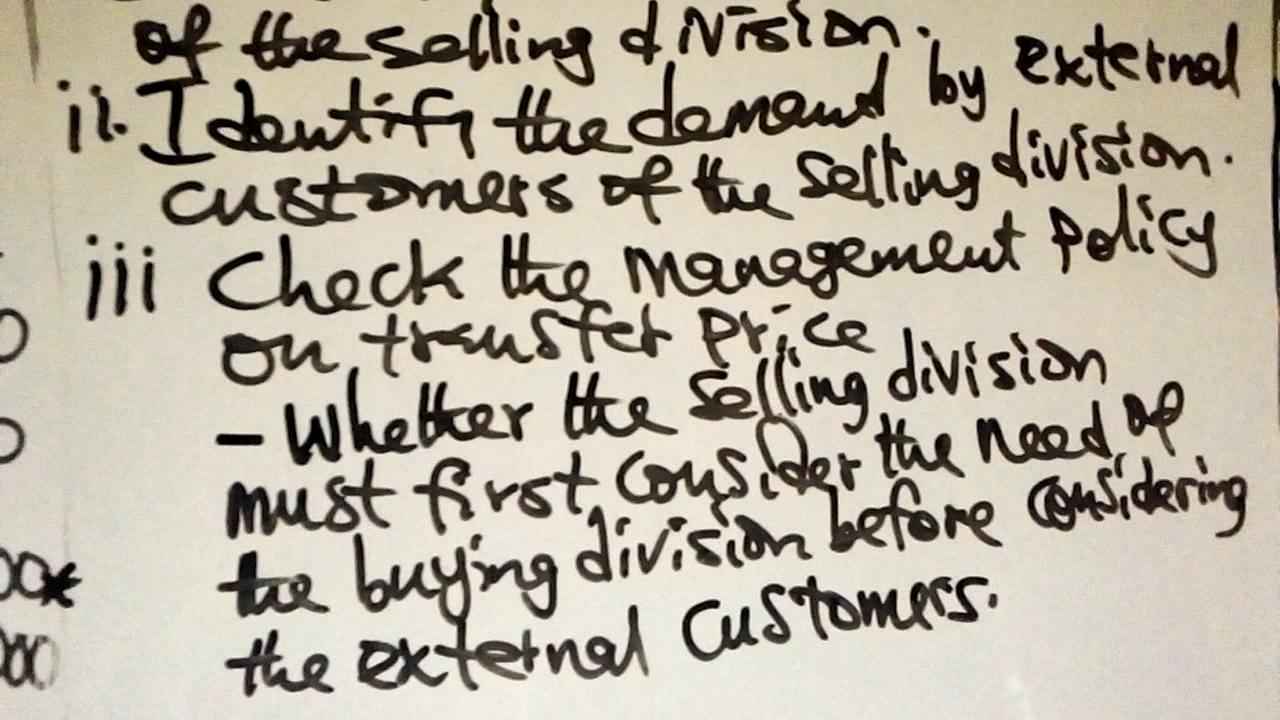 of the selling division.
ii. Identify the demand by external
customers of the selling division.
iii Check the management policy
on transfer price
- Whether the selling division
must first consider the need of
the buying division before considering
the external customers.